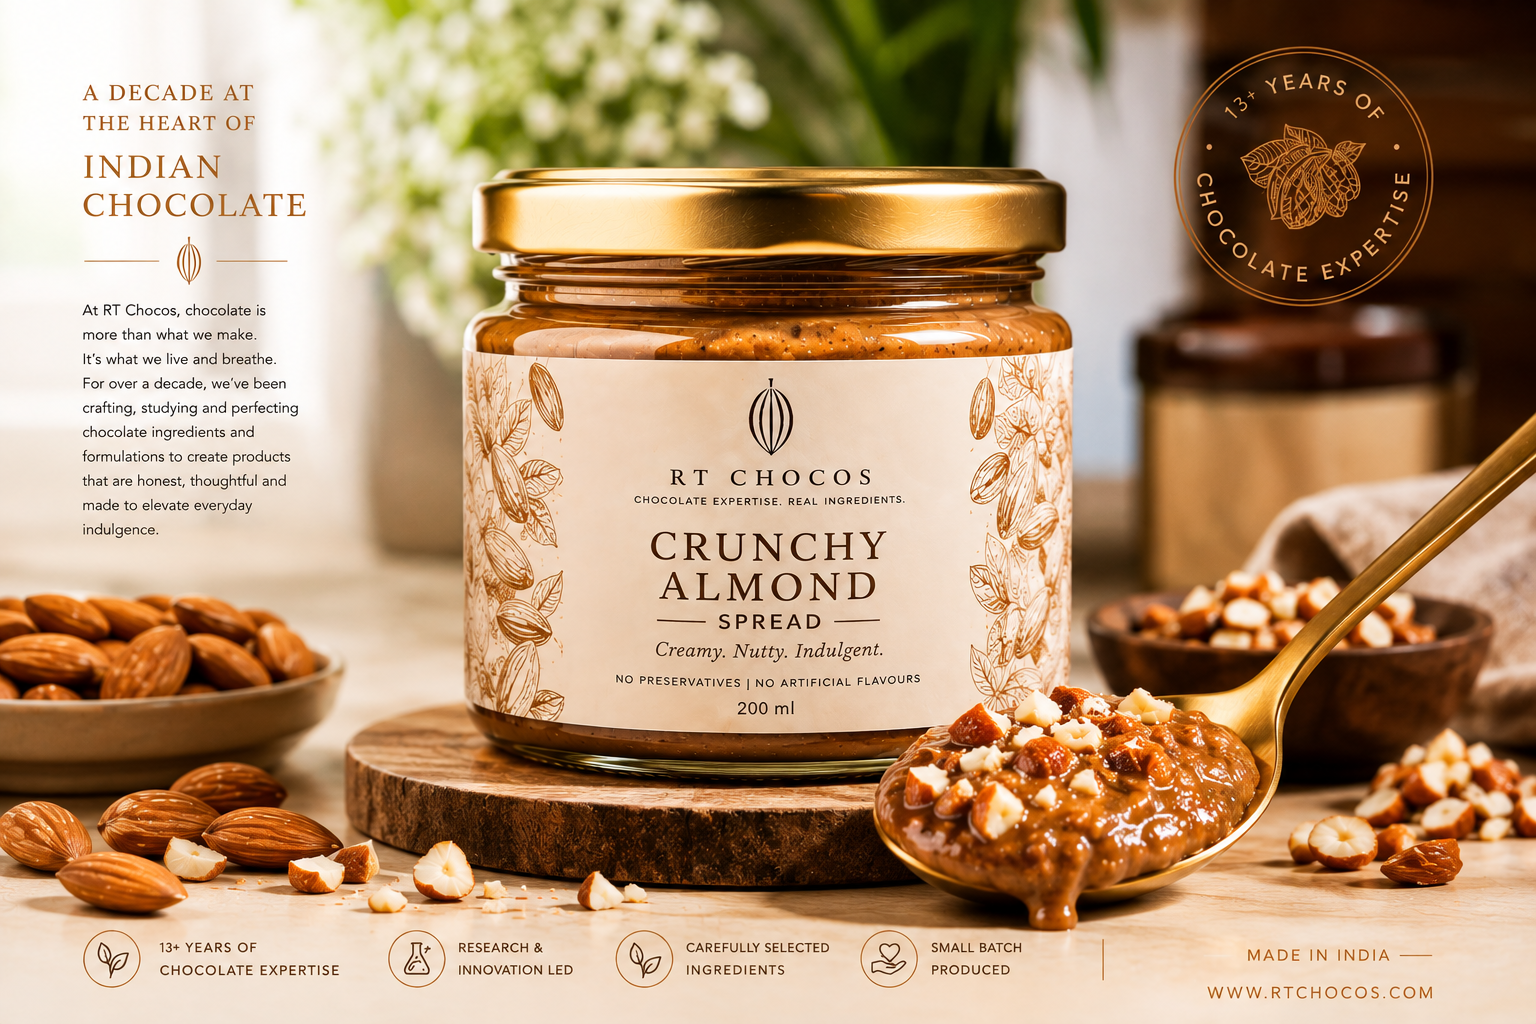 A DECADE AT
THE HEART OF
INDIAN
CHOCOLATE
At RT Chocos, chocolate is
more than what we make.
It's what we live and breathe.
For over a decade, we've been
crafting, studying and perfecting
chocolate ingredients and
formulations to create products
that are honest, thoughtful and
made to elevate everyday
indulgence.
13+ YEARS OF
CHOCOLATE EXPERTISE
RT CHOCOS
CHOCOLATE EXPERTISE. REAL INGREDIENTS.
CRUNCHY
ALMOND
SPREAD
Creamy. Nutty. Indulgent.
NO PRESERVATIVES | NO ARTIFICIAL FLAVOURS
200 ml
13+ YEARS OF
CHOCOLATE EXPERTISE
RESEARCH &
INNOVATION LED
CAREFULLY SELECTED
INGREDIENTS
SMALL BATCH
PRODUCED
MADE IN INDIA
WWW.RTCHOCOS.COM